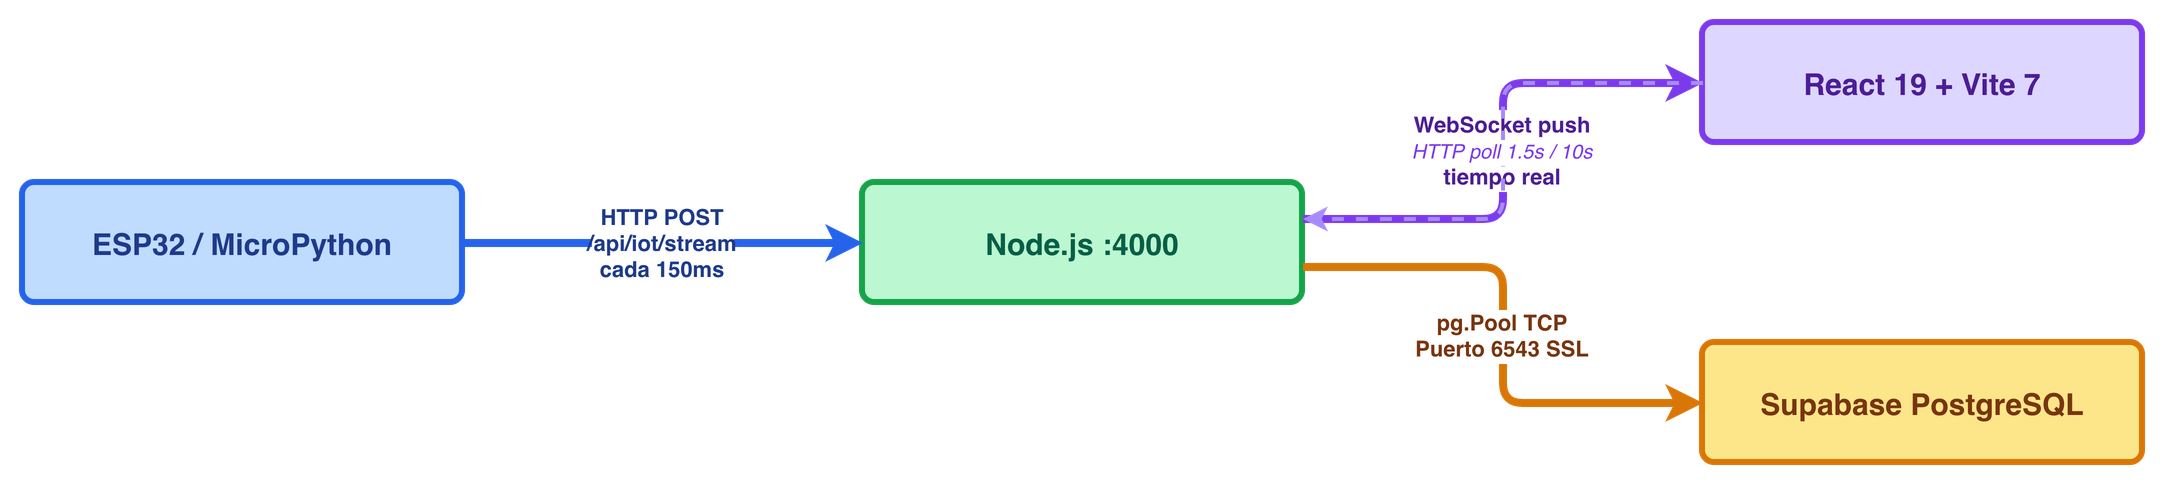 React 19 + Vite 7
WebSocket push
HTTP poll 1.5s / 10s
tiempo real
HTTP POST
/api/iot/stream
cada 150ms
ESP32 / MicroPython
Node.js :4000
pg.Pool TCP
Puerto 6543 SSL
Supabase PostgreSQL